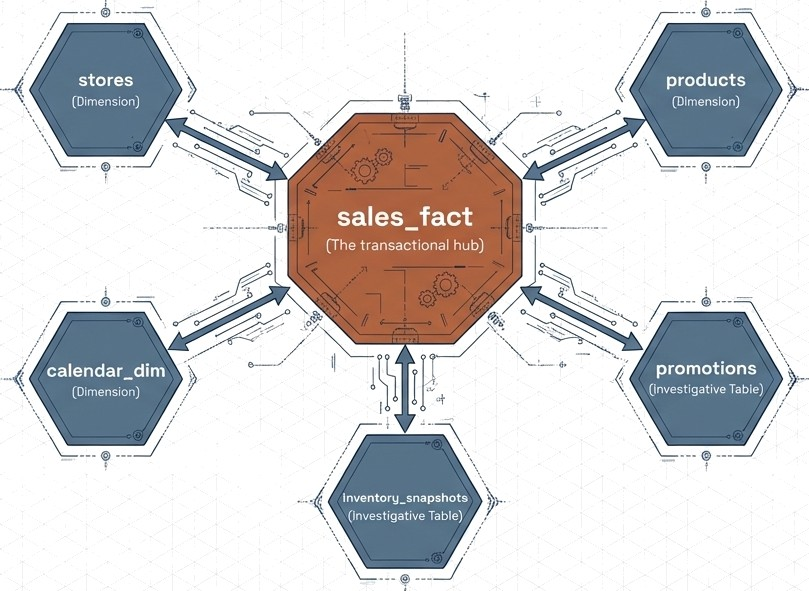 stores
(Dimension)
products
(Dimension)
sales_fact
(The transactional hub)
calendar_dim
(Dimension)
promotions
(Investigative Table)
inventory_snapshots
(Investigative Table)